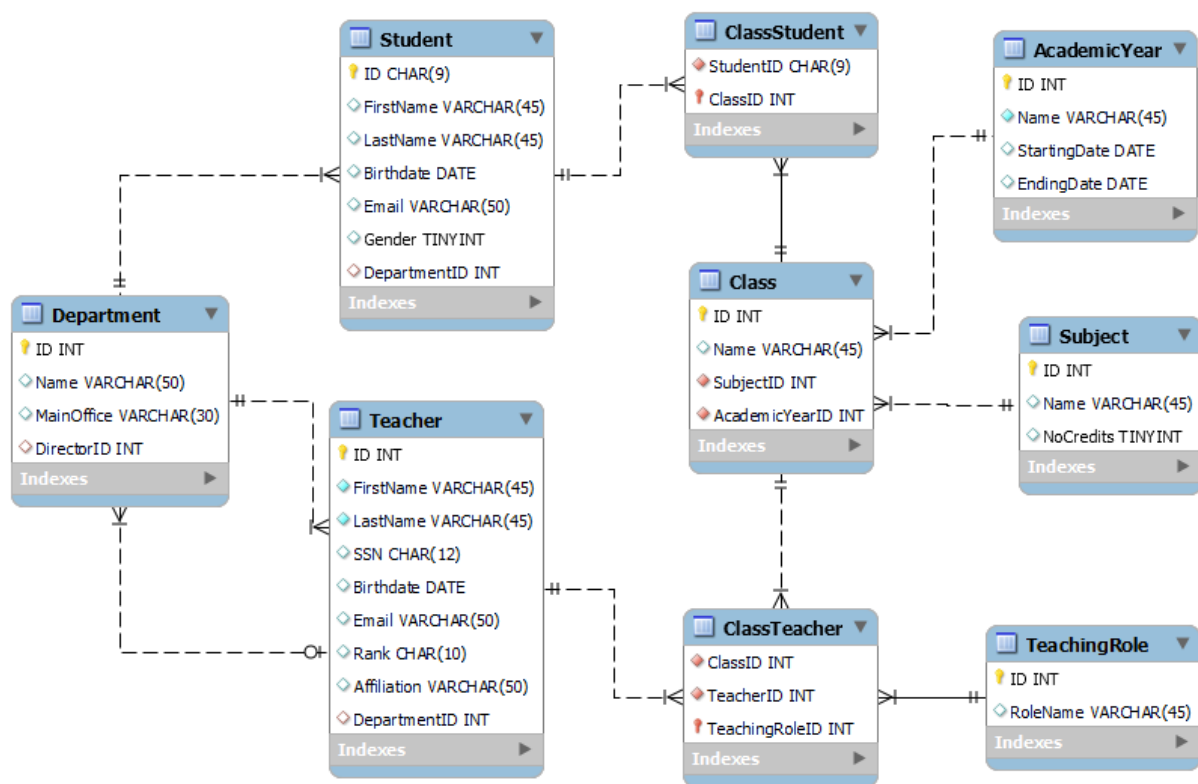 Student
ID CHAR(9)
FirstName VARCHAR(45)
LastName VARCHAR(45)
Birthdate DATE
Email VARCHAR(50)
Gender TINYINT
DepartmentID INT
Indexes
ClassStudent
StudentID CHAR(9)
ClassID INT
Indexes
AcademicYear
ID INT
Name VARCHAR(45)
StartingDate DATE
EndingDate DATE
Indexes
Department
ID INT
Name VARCHAR(50)
MainOffice VARCHAR(30)
DirectorID INT
Indexes
Class
ID INT
Name VARCHAR(45)
SubjectID INT
AcademicYearID INT
Indexes
Subject
ID INT
Name VARCHAR(45)
NoCredits TINYINT
Indexes
Teacher
ID INT
FirstName VARCHAR(45)
LastName VARCHAR(45)
SSN CHAR(12)
Birthdate DATE
Email VARCHAR(50)
Rank CHAR(10)
Affiliation VARCHAR(50)
DepartmentID INT
Indexes
ClassTeacher
ClassID INT
TeacherID INT
TeachingRoleID INT
Indexes
TeachingRole
ID INT
RoleName VARCHAR(45)
Indexes